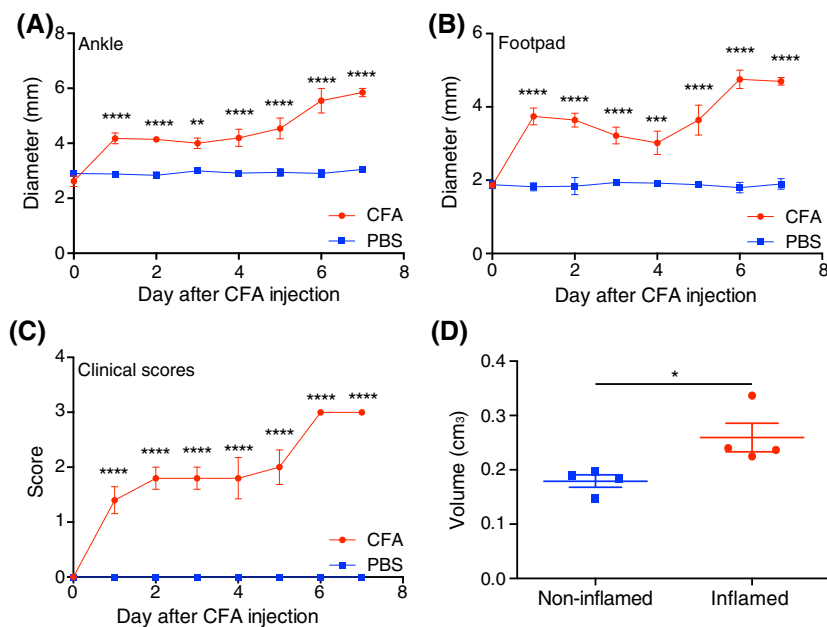 (A)
Ankle
8
6
4
2
0
Diameter (mm)
**** **** ** **** **** **** ****
CFA
PBS
0 2 4 6 8
Day after CFA injection
(B)
Footpad
6
4
2
0
Diameter (mm)
**** **** **** *** **** **** ****
CFA
PBS
0 2 4 6 8
Day after CFA injection
(C)
Clinical scores
4
3
2
1
0
Score
**** **** **** **** **** **** ****
CFA
PBS
0 2 4 6 8
Day after CFA injection
(D)
0.4
0.3
0.2
0.1
0.0
Volume (cm3)
*
Non-inflamed Inflamed